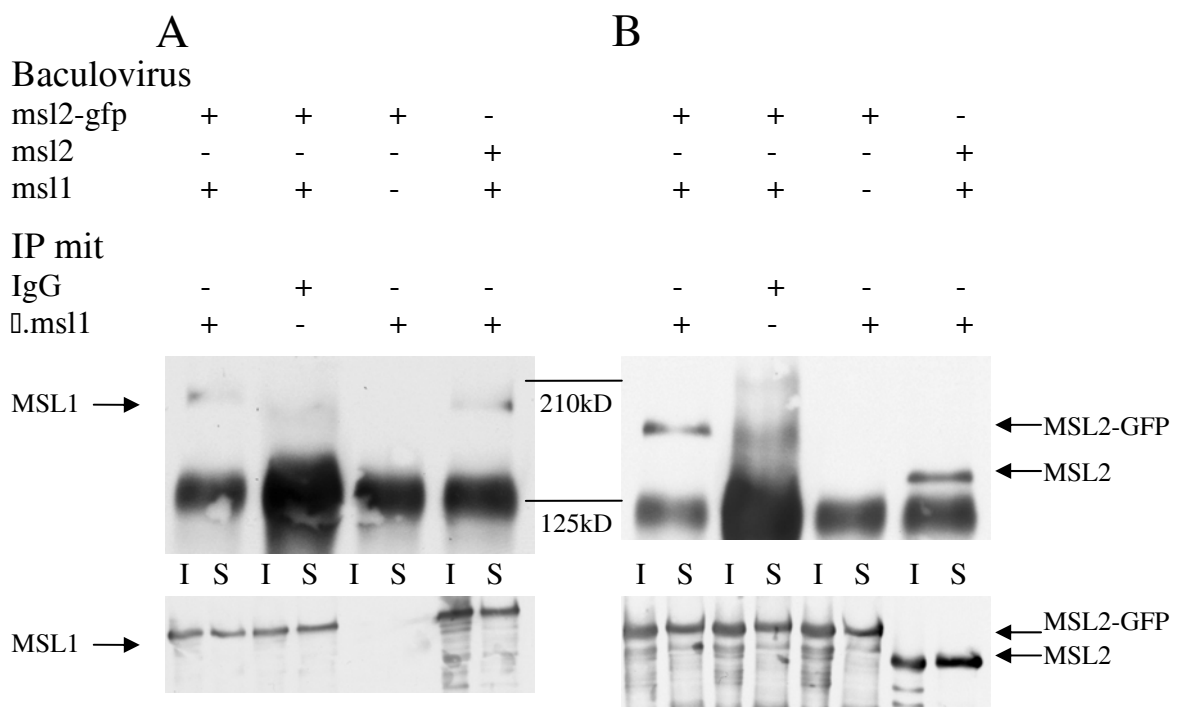 A B
Baculovirus
msl2-gfp + + + - + + + -
msl2 - - - + - - - +
msl1 + + - + + + - +
IP mit
IgG - + - - - + - -
▯.msl1 + - + + + - + +
MSL1 210kD MSL2-GFP
MSL2
125kD
I S I S I S I S I S I S I S I S
MSL1 MSL2-GFP
MSL2